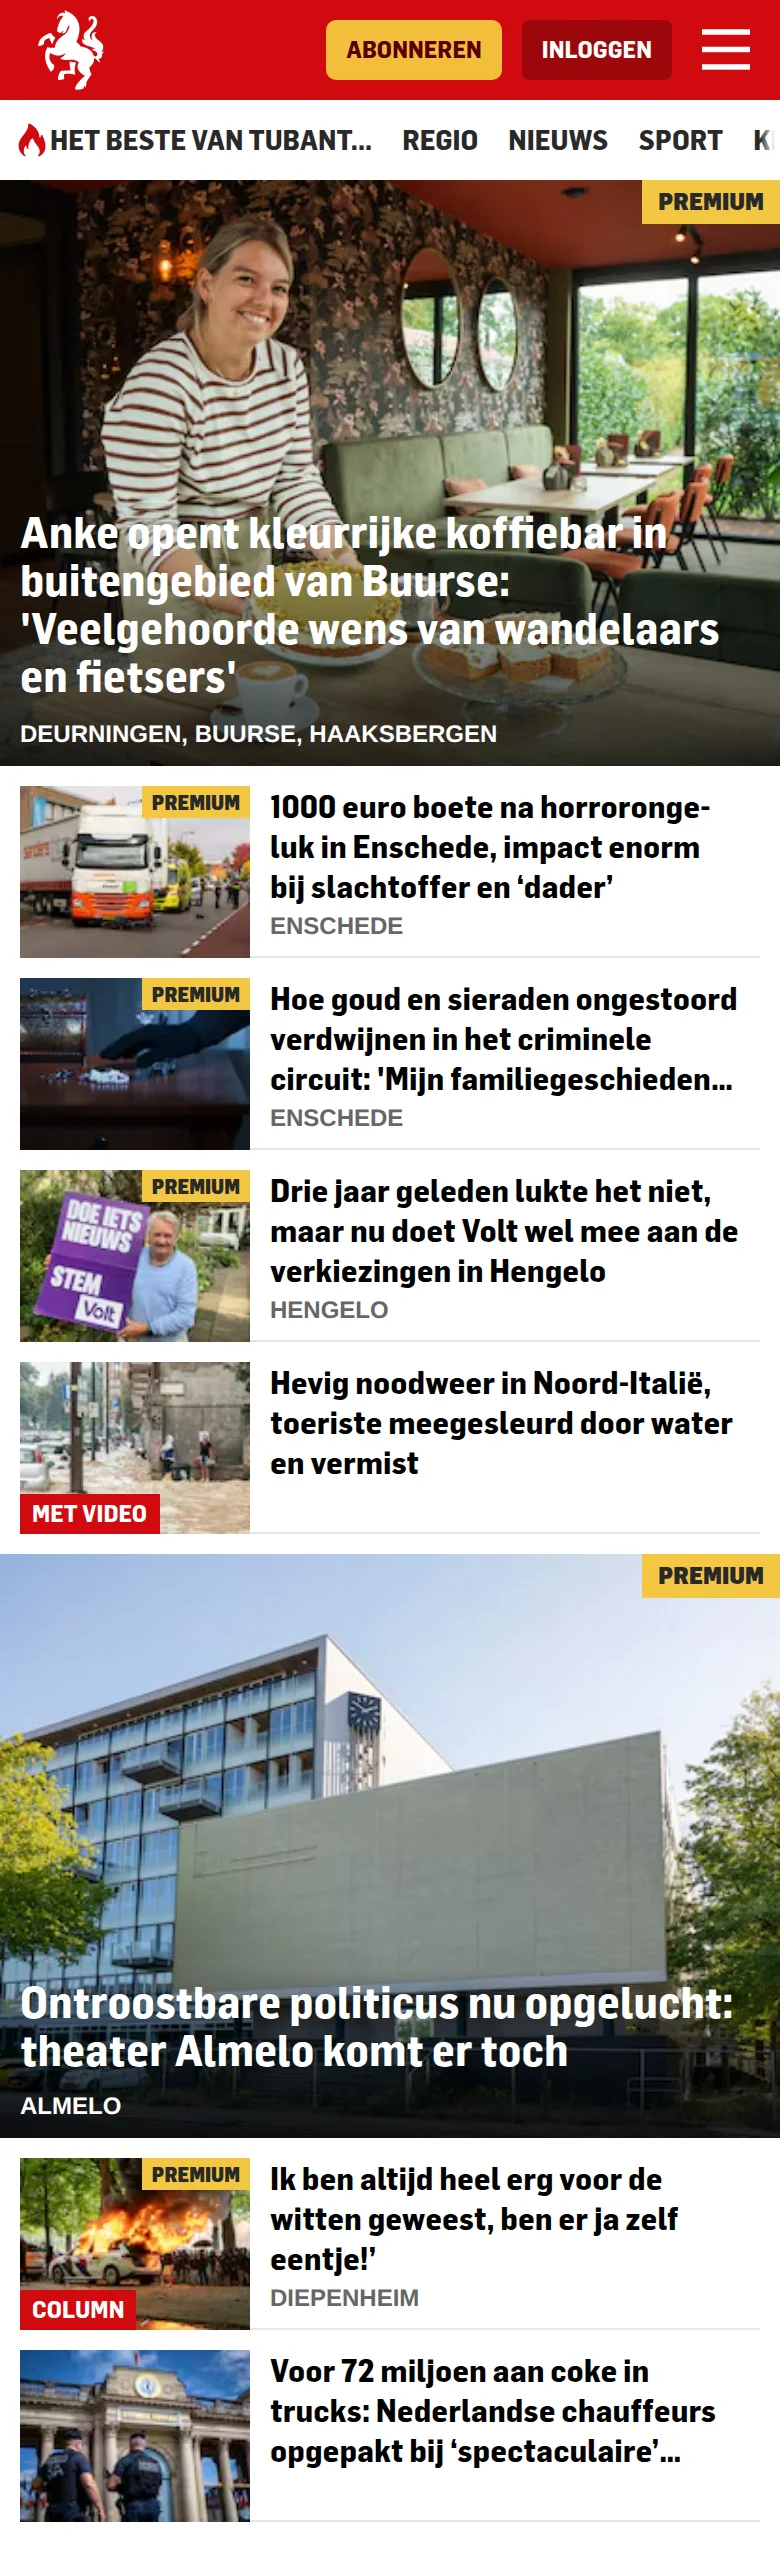 ABONNEREN
INLOGGEN
HET BESTE VAN TUBANT...
REGIO
NIEUWS
SPORT
PREMIUM
Anke opent kleurrijke koffiebar in
buitengebied van Buurse:
'Veelgehoorde wens van wandelaars
en fietsers'
DEURNINGEN, BUURSE, HAAKSBERGEN
PREMIUM
1000 euro boete na horroronge-
luk in Enschede, impact enorm
bij slachtoffer en ‘dader’
ENSCHEDE
PREMIUM
Hoe goud en sieraden ongestoord
verdwijnen in het criminele
circuit: 'Mijn familiegeschieden...
ENSCHEDE
PREMIUM
DOE IETS
NIEUWS
STEM
Volt
Drie jaar geleden lukte het niet,
maar nu doet Volt wel mee aan de
verkiezingen in Hengelo
HENGELO
Hevig noodweer in Noord-Italië,
toeriste meegesleurd door water
en vermist
MET VIDEO
PREMIUM
Ontroostbare politicus nu opgelucht:
theater Almelo komt er toch
ALMELO
PREMIUM
COLUMN
Ik ben altijd heel erg voor de
witten geweest, ben er ja zelf
eentje!’
DIEPENHEIM
Voor 72 miljoen aan coke in
trucks: Nederlandse chauffeurs
opgepakt bij ‘spectaculaire’...